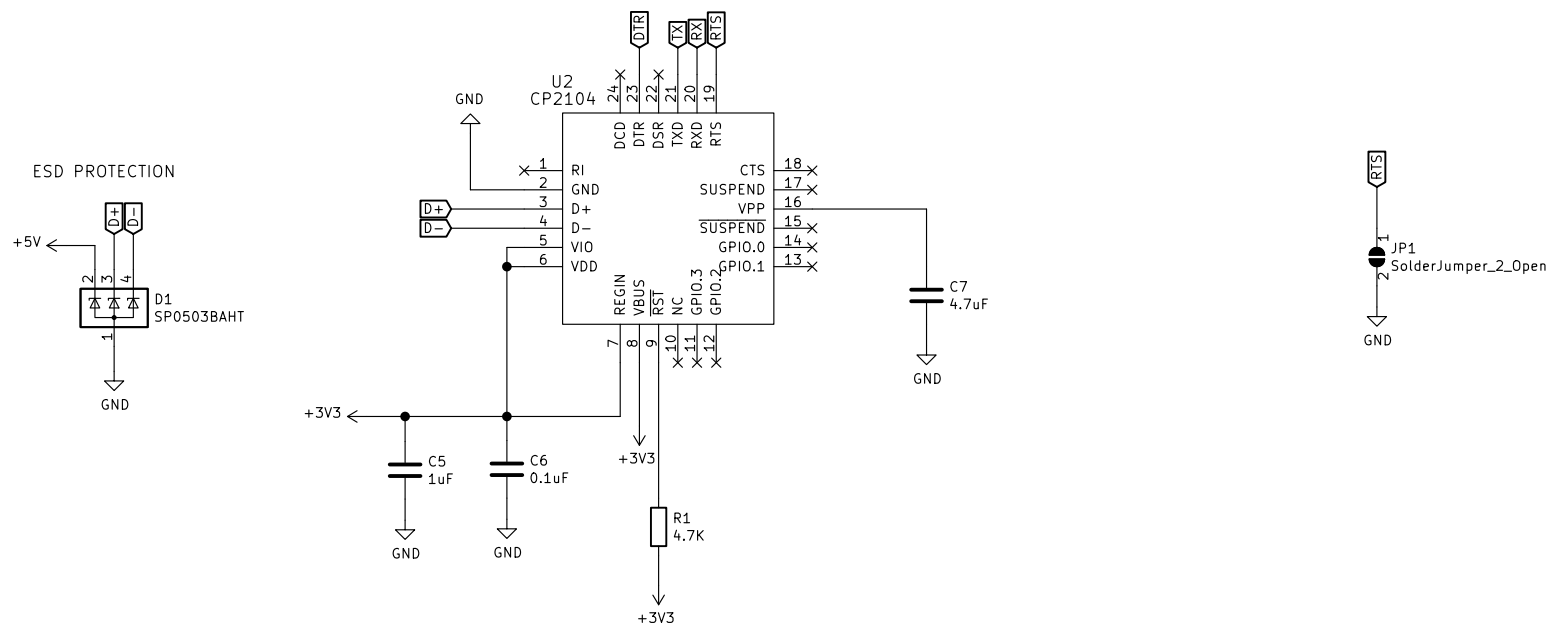 DTR
TX
RX
RTS
U2
CP2104
24
23
22
21
20
19
GND
DCD
DTR
DSR
TXD
RXD
RTS
ESD PROTECTION
1
RI
CTS
18
2
GND
SUSPEND
17
D+
3
D+
VPP
16
D-
4
D-
SUSPEND
15
5
VIO
GPIO.0
14
6
VDD
GPIO.1
13
REGIN
VBUS
RST
NC
GPIO.3
GPIO.2
7
8
9
10
11
12
D+
D-
+5V
2
3
4
D1
SP0503BAHT
1
GND
C7
4.7uF
GND
RTS
1
JP1
SolderJumper_2_Open
2
GND
+3V3
+3V3
C5
1uF
GND
C6
0.1uF
GND
R1
4.7K
+3V3